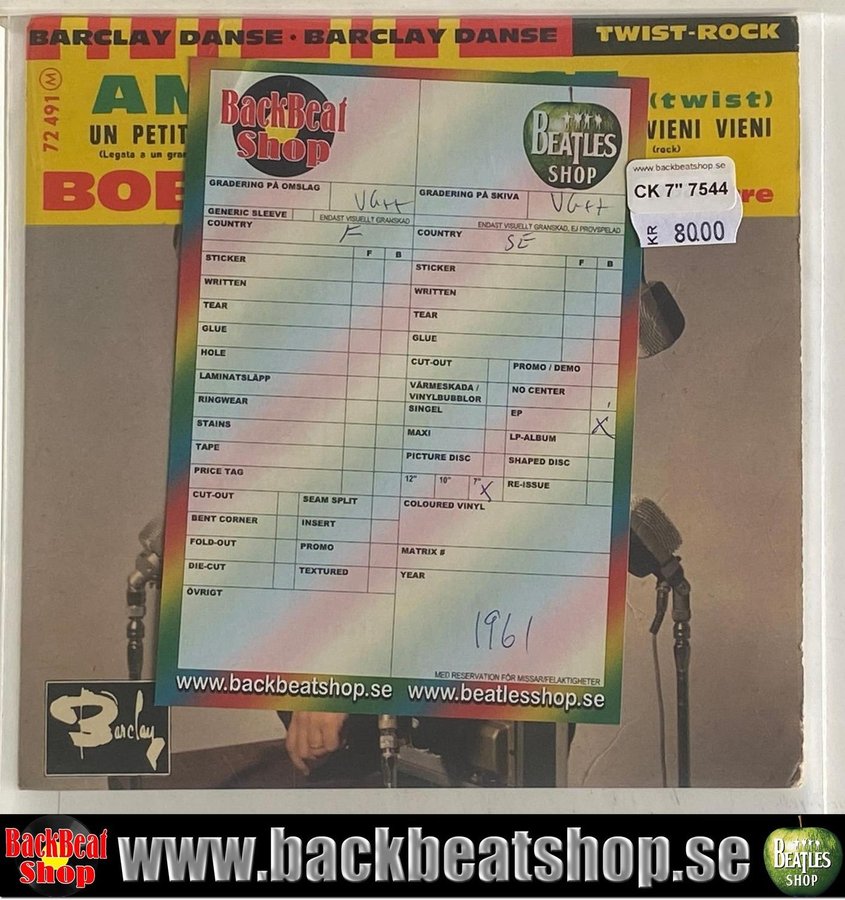 BARCLAY DANSE • BARCLAY DANSE TWIST-ROCK
72 491 M
(twist)
UN PETIT VIENI VIENI
(Legata a un (rock)
BackBeat Shop
BEATLES SHOP
www.backbeatshop.se
CK 7" 7544
KR 80.00
GRADERING PÅ OMSLAG VG++
GENERIC SLEEVE ENDAST VISUELLT GRANSKAD
COUNTRY F
F B
STICKER
WRITTEN
TEAR
GLUE
HOLE
LAMINATSLÄPP
RINGWEAR
STAINS
TAPE
PRICE TAG
CUT-OUT SEAM SPLIT
BENT CORNER INSERT
FOLD-OUT PROMO
DIE-CUT TEXTURED
ÖVRIGT
GRADERING PÅ SKIVA VG++
ENDAST VISUELLT GRANSKAD, EJ PROVSPELAD
COUNTRY SE
F B
STICKER
WRITTEN
TEAR
GLUE
CUT-OUT PROMO / DEMO
VÄRMESKADA / VINYLBUBBLOR NO CENTER
SINGEL EP X
MAXI LP-ALBUM
PICTURE DISC SHAPED DISC
12" 10" 7" X RE-ISSUE
COLOURED VINYL
MATRIX #
YEAR
1961
MED RESERVATION FÖR MISSAR/FELAKTIGHETER
www.backbeatshop.se www.beatlesshop.se
Barclay
BackBeat Shop www.backbeatshop.se BEATLES SHOP